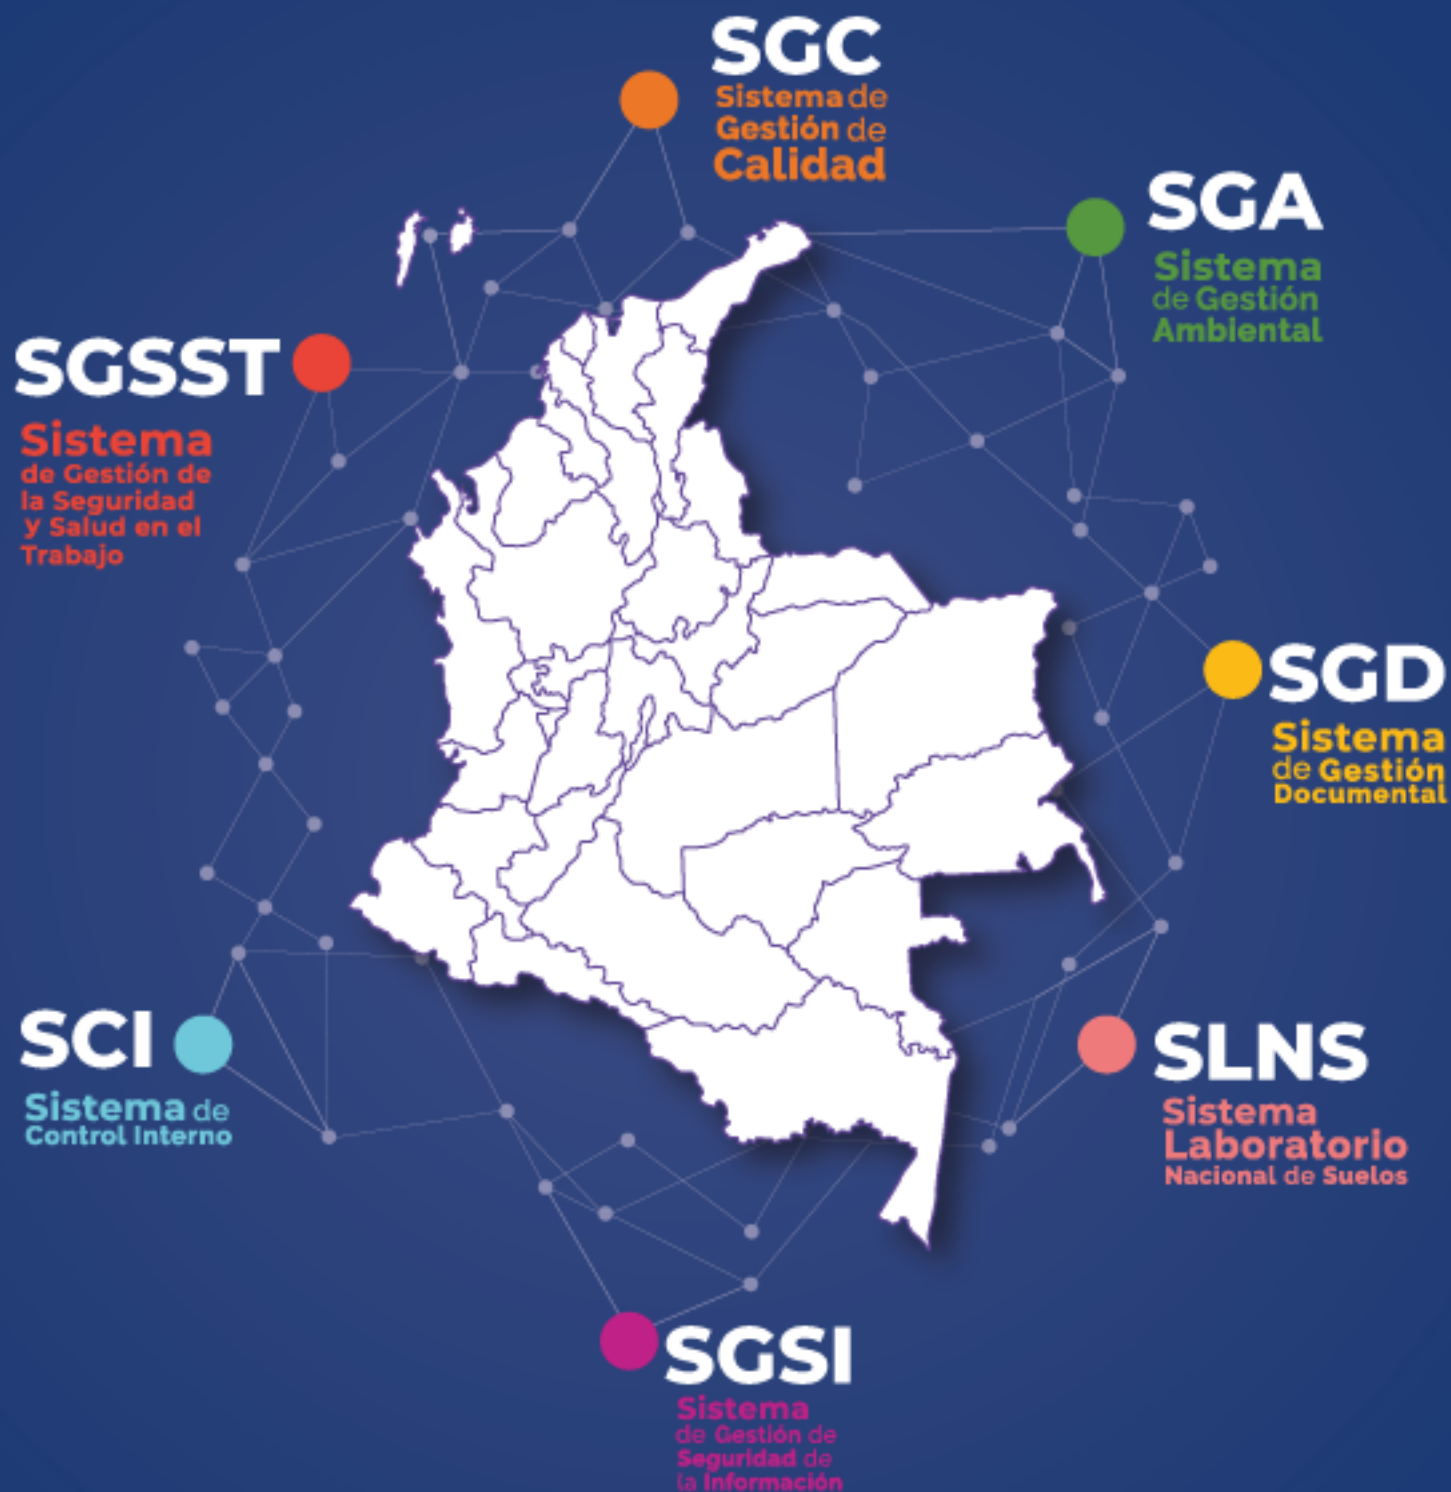 SGC
Sistema de
Gestión de
Calidad
SGA
Sistema
de Gestión
Ambiental
SGSST
Sistema
de Gestión de
la Seguridad
y Salud en el
Trabajo
SGD
Sistema
de Gestión
Documental
SCI
Sistema de
Control Interno
SLNS
Sistema
Laboratorio
Nacional de Suelos
SGSI
Sistema
de Gestión de
Seguridad de
la Información